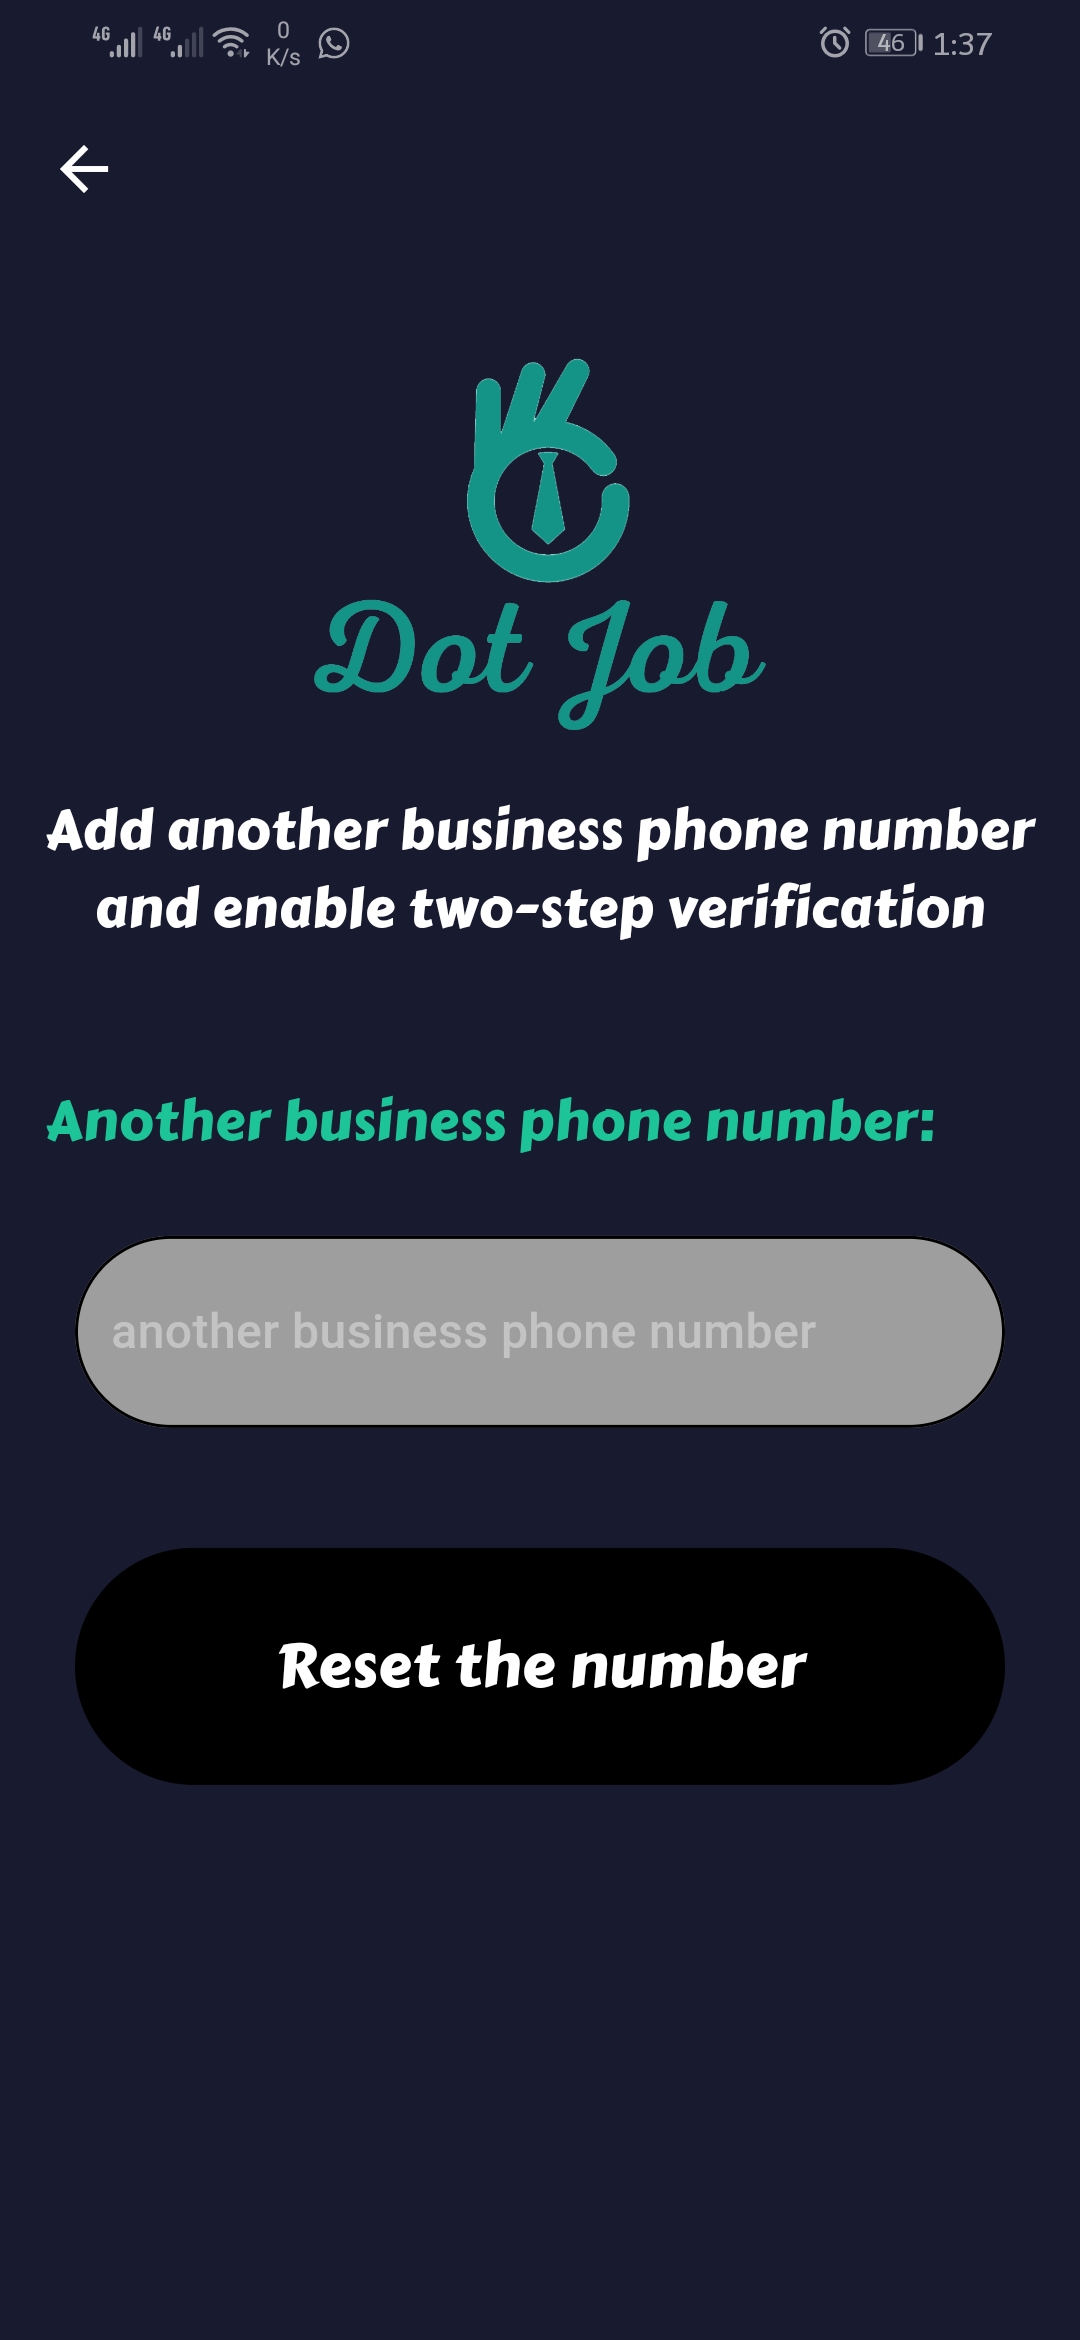 4G 4G 0 K/s 46 1:37
Dot Job
Add another business phone number
and enable two-step verification
Another business phone number:
another business phone number
Reset the number